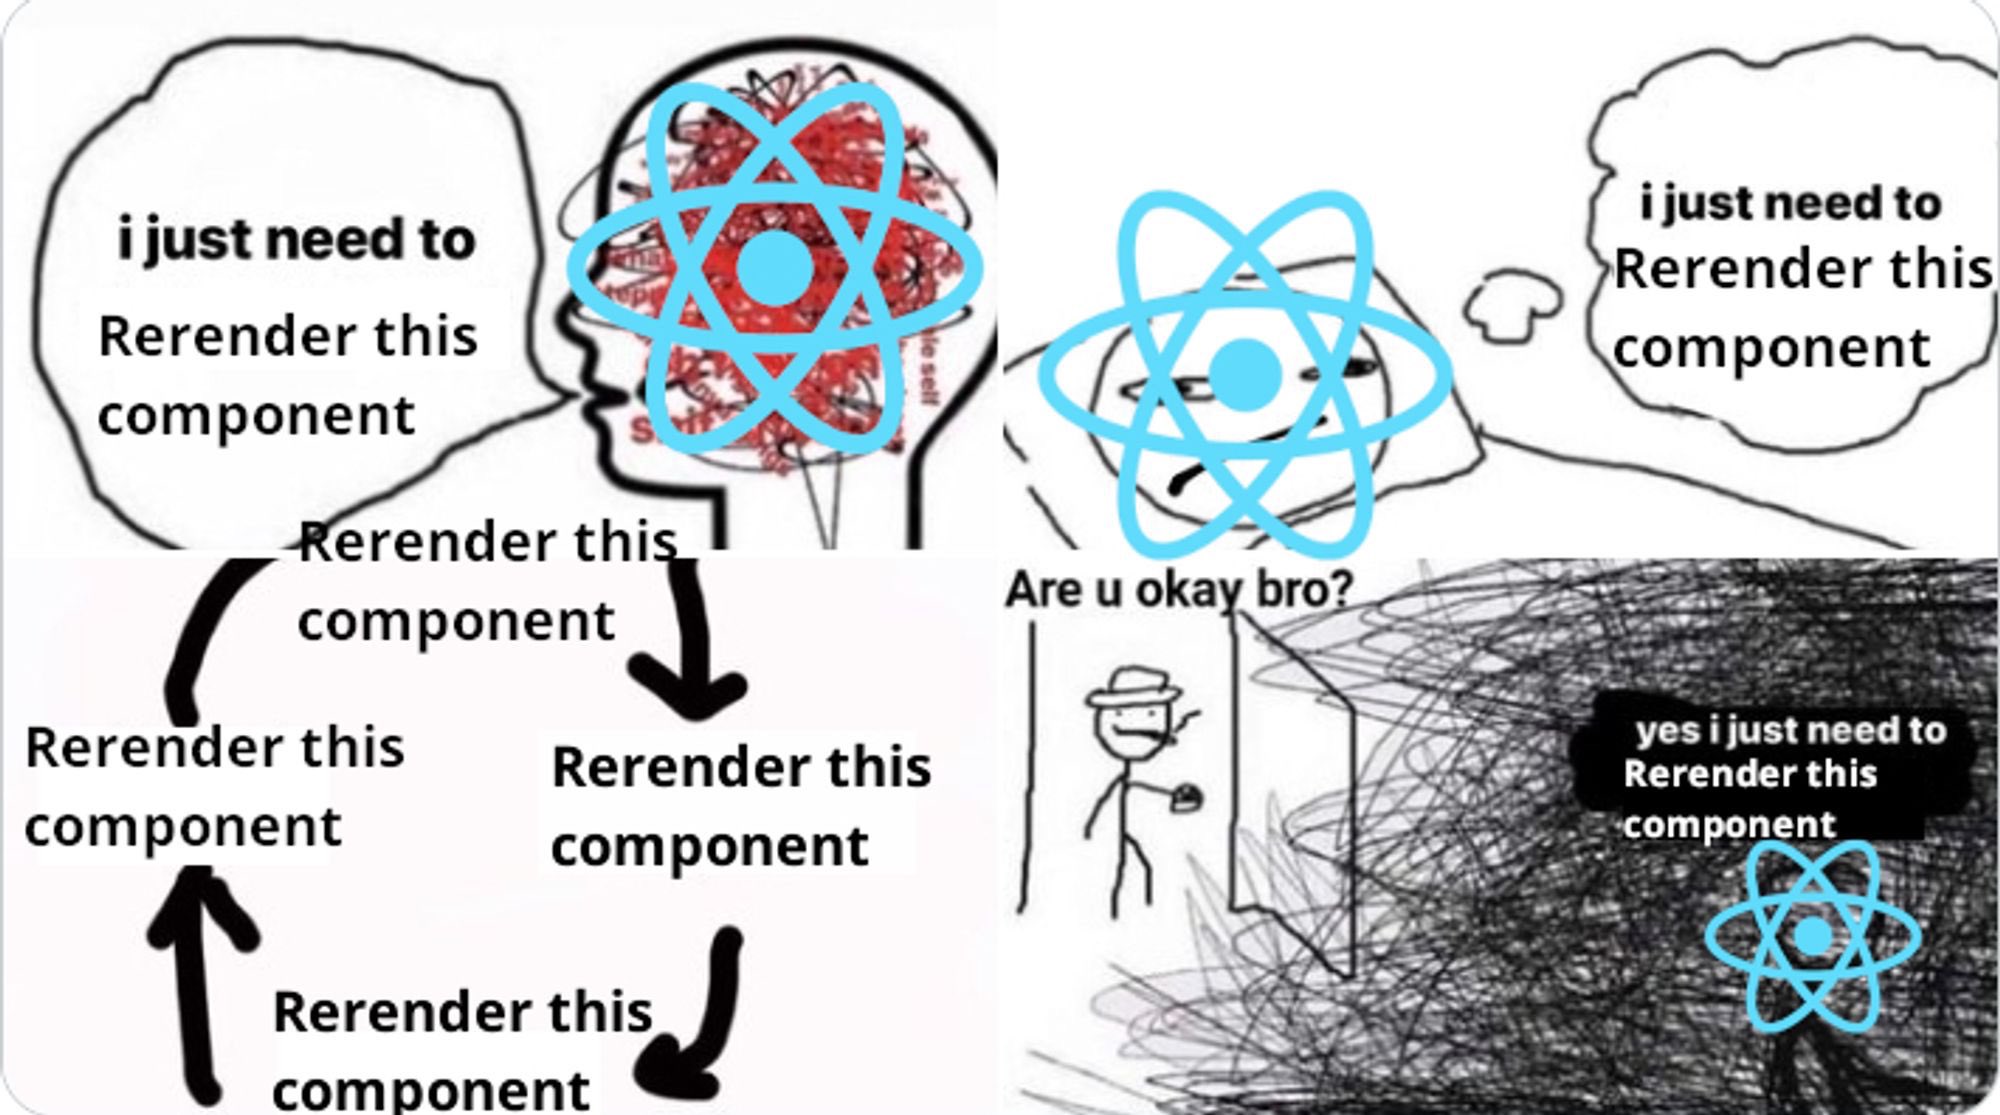 i just need to
Rerender this
component
i just need to
Rerender this
component
Rerender this
component
Rerender this
component
Rerender this
component
Rerender this
component
Are u okay bro?
yes i just need to
Rerender this
component